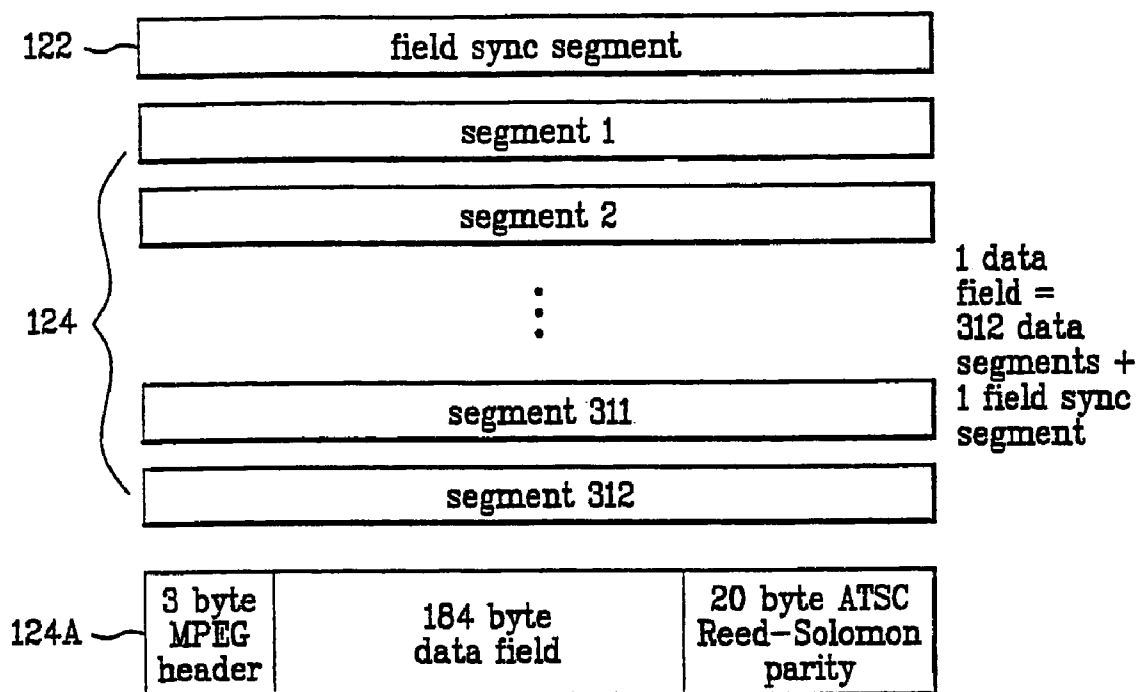 122
field sync segment
segment 1
segment 2
124
segment 311
segment 312
1 data
field =
312 data
segments +
1 field sync
segment
124A
3 byte
MPEG
header
184 byte
data field
20 byte ATSC
Reed-Solomon
parity